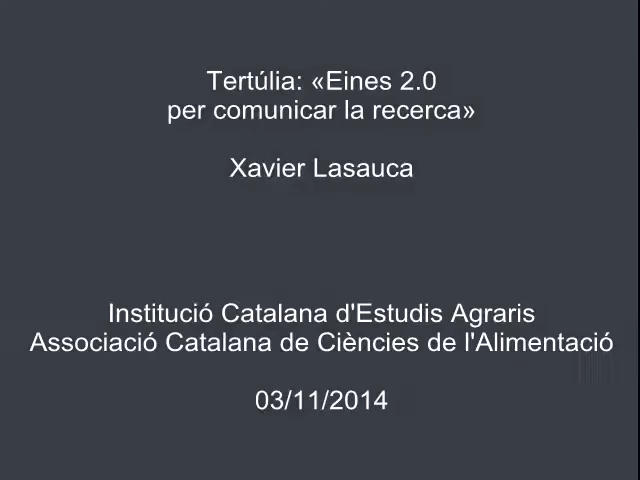 Tertúlia: «Eines 2.0
per comunicar la recerca»
Xavier Lasauca
Institució Catalana d'Estudis Agraris
Associació Catalana de Ciències de l'Alimentació
03/11/2014